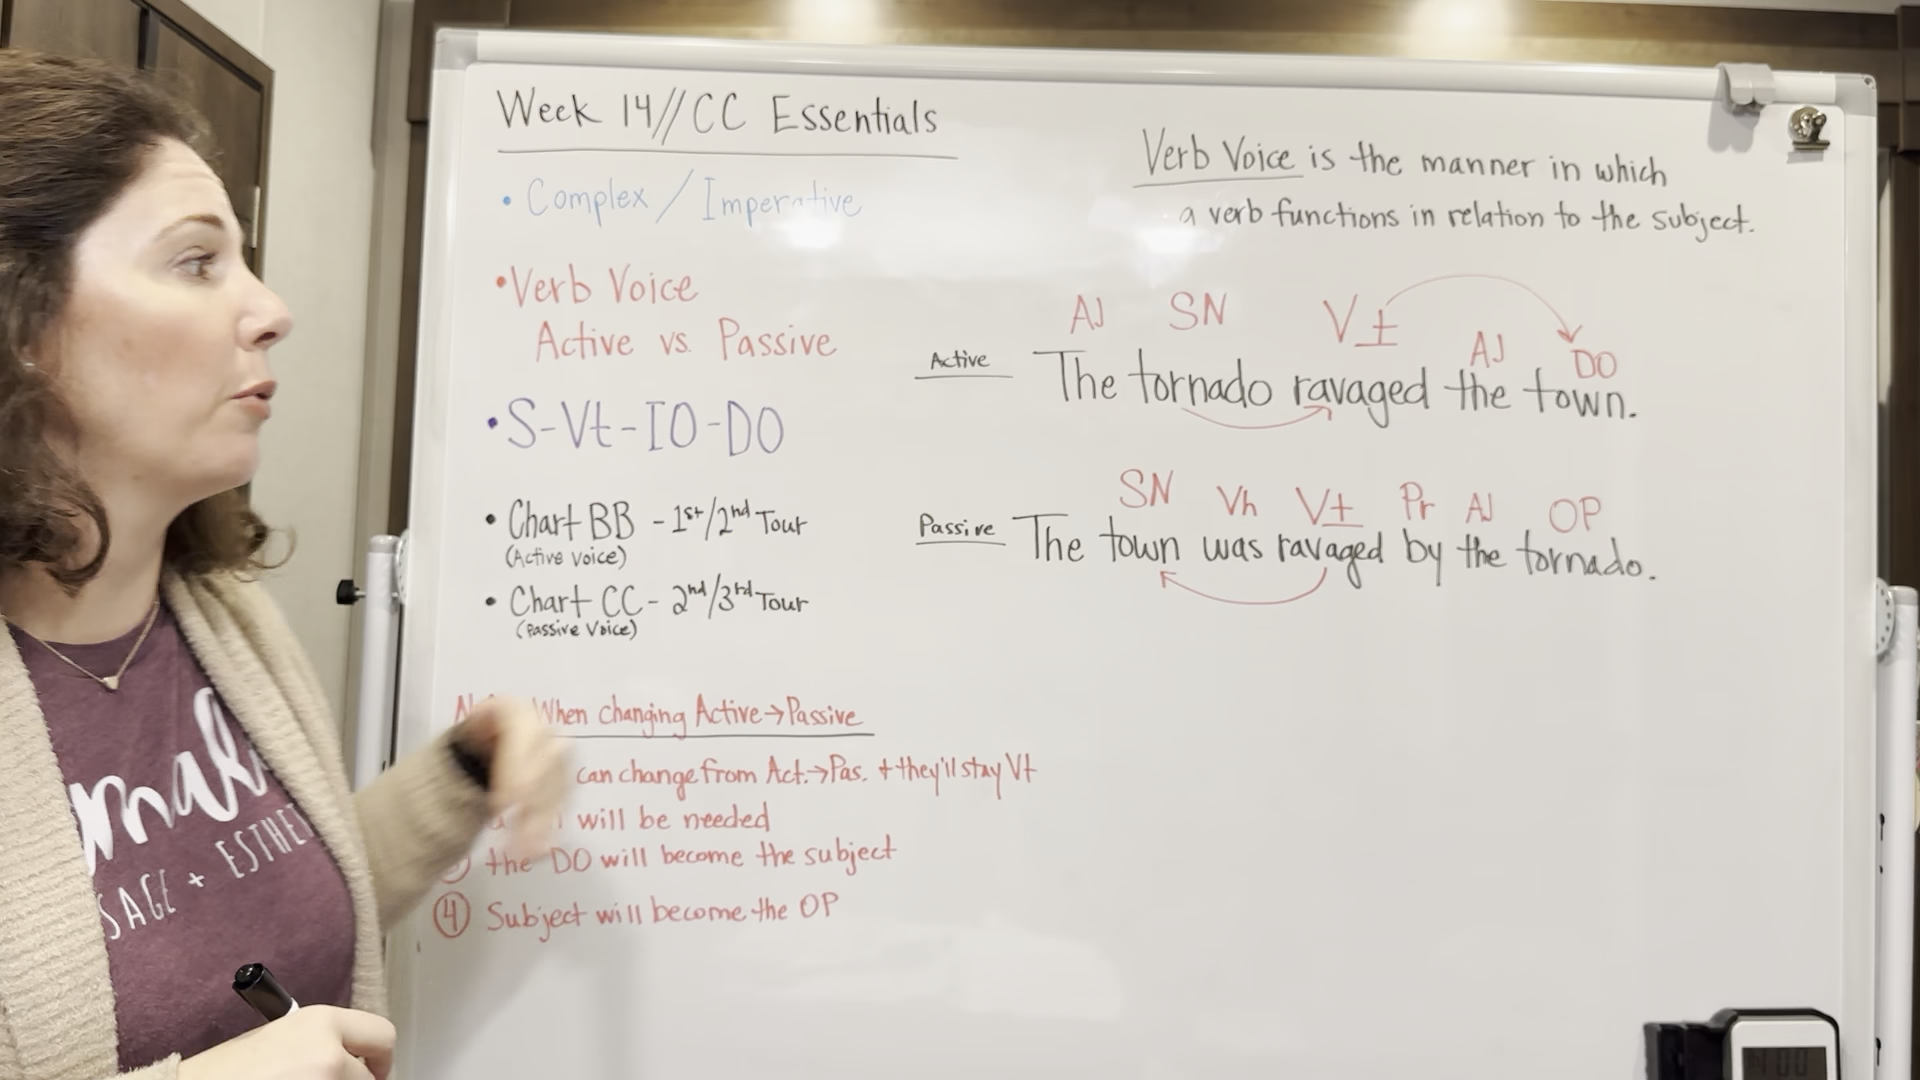 Week 14//CC Essentials
• Complex / Imperative
• Verb Voice
Active vs. Passive
• S-Vt-IO-DO
• Chart BB - 1st/2nd Tour
(Active Voice)
• Chart CC - 2nd/3rd Tour
(Passive Voice)
When changing Active→Passive
can change from Act.→Pas. + they'll stay Vt
will be needed
the DO will become the subject
④ Subject will become the OP
Verb Voice is the manner in which
a verb functions in relation to the subject.
AJ SN Vt AJ DO
Active The tornado ravaged the town.
SN Vh Vt Pr AJ OP
Passive The town was ravaged by the tornado.
SAGE + ESTHE